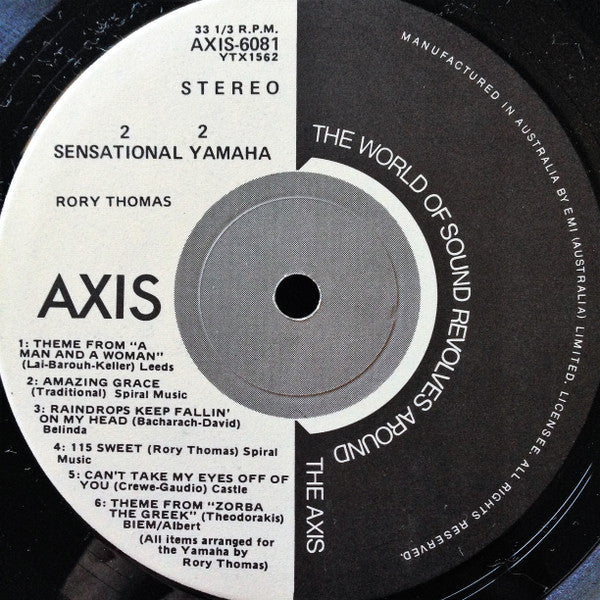 33 1/3 R.P.M.
AXIS-6081
YTX1562
STEREO
2 2
SENSATIONAL YAMAHA
RORY THOMAS
AXIS
1: THEME FROM "A
MAN AND A WOMAN"
(Lai-Barouh-Keller) Leeds
2: AMAZING GRACE
(Traditional) Spiral Music
3: RAINDROPS KEEP FALLIN'
ON MY HEAD (Bacharach-David)
Belinda
4: 115 SWEET (Rory Thomas) Spiral
Music
5: CAN'T TAKE MY EYES OFF OF
YOU (Crewe-Gaudio) Castle
6: THEME FROM "ZORBA
THE GREEK" (Theodorakis)
BIEM/Albert
(All items arranged for
the Yamaha by
Rory Thomas)
THE WORLD OF SOUND REVOLVES AROUND
THE AXIS
MANUFACTURED IN AUSTRALIA BY EMI (AUSTRALIA) LIMITED, LICENSEE. ALL RIGHTS RESERVED.